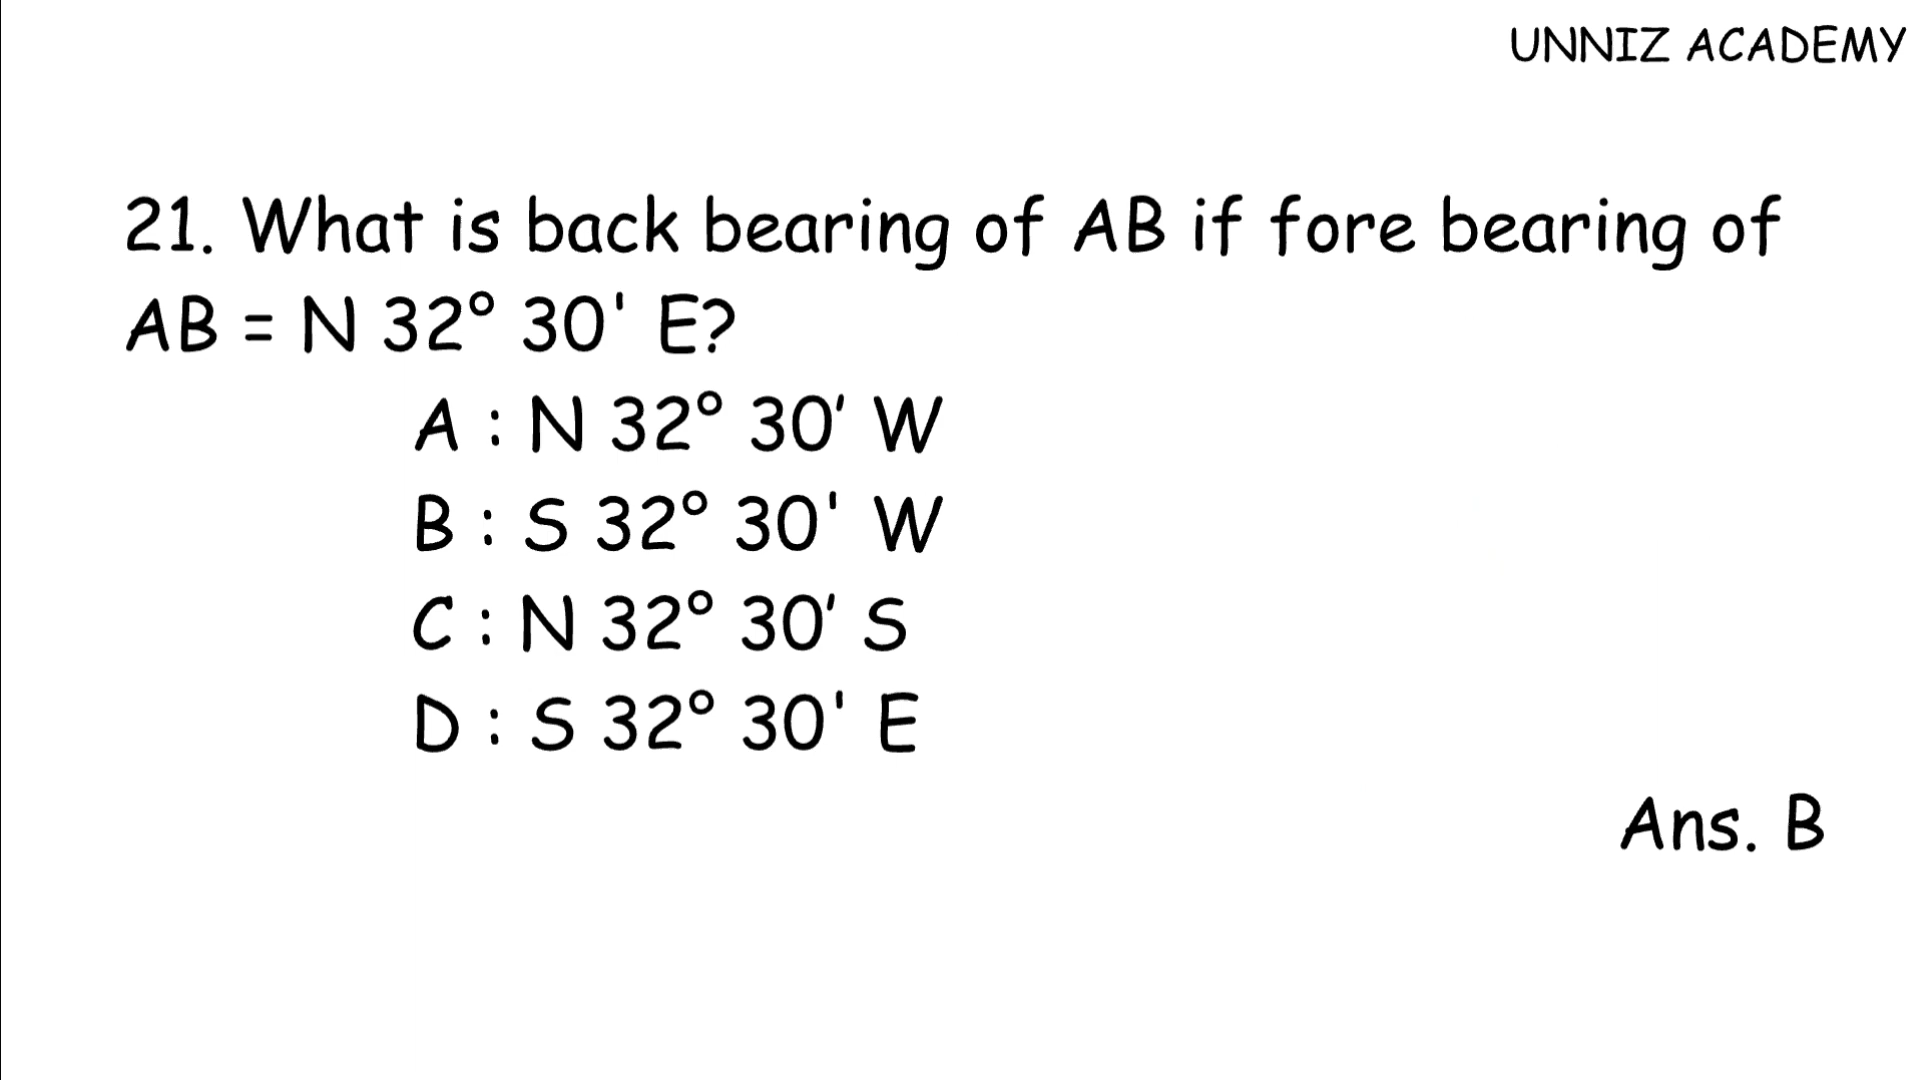 UNNIZ ACADEMY
21. What is back bearing of AB if fore bearing of
AB = N 32° 30' E?
A : N 32° 30′ W
B : S 32° 30' W
C : N 32° 30′ S
D : S 32° 30' E
Ans. B